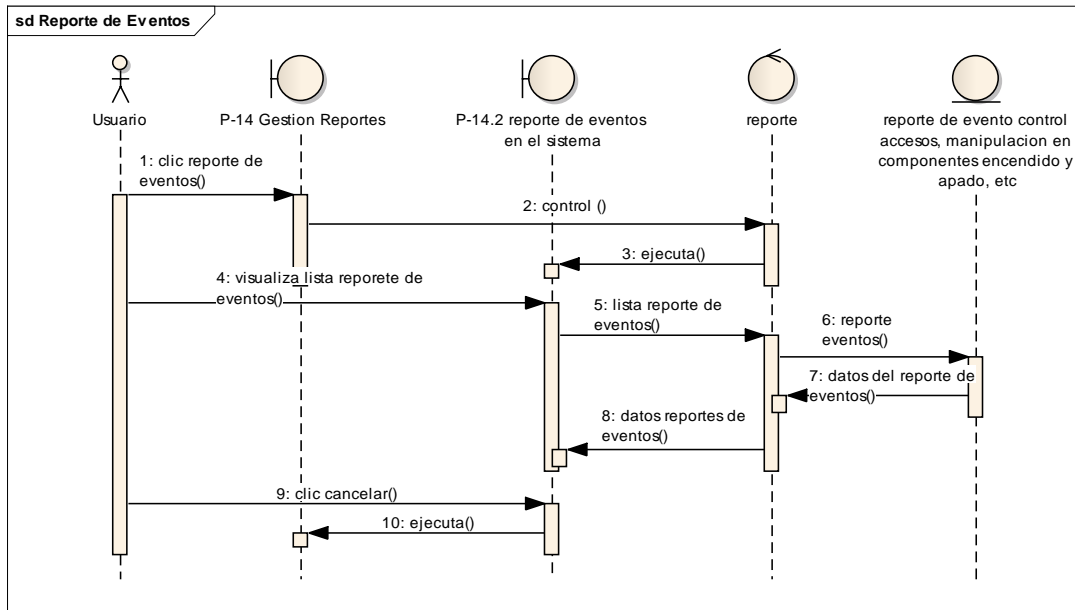 sd Reporte de Eventos
Usuario
P-14 Gestion Reportes
P-14.2 reporte de eventos
en el sistema
reporte
reporte de evento control
accesos, manipulacion en
componentes encendido y
apado, etc
1: clic reporte de
eventos()
2: control ()
3: ejecuta()
4: visualiza lista reporete de
eventos()
5: lista reporte de
eventos()
6: reporte
eventos()
7: datos del reporte de
eventos()
8: datos reportes de
eventos()
9: clic cancelar()
10: ejecuta()